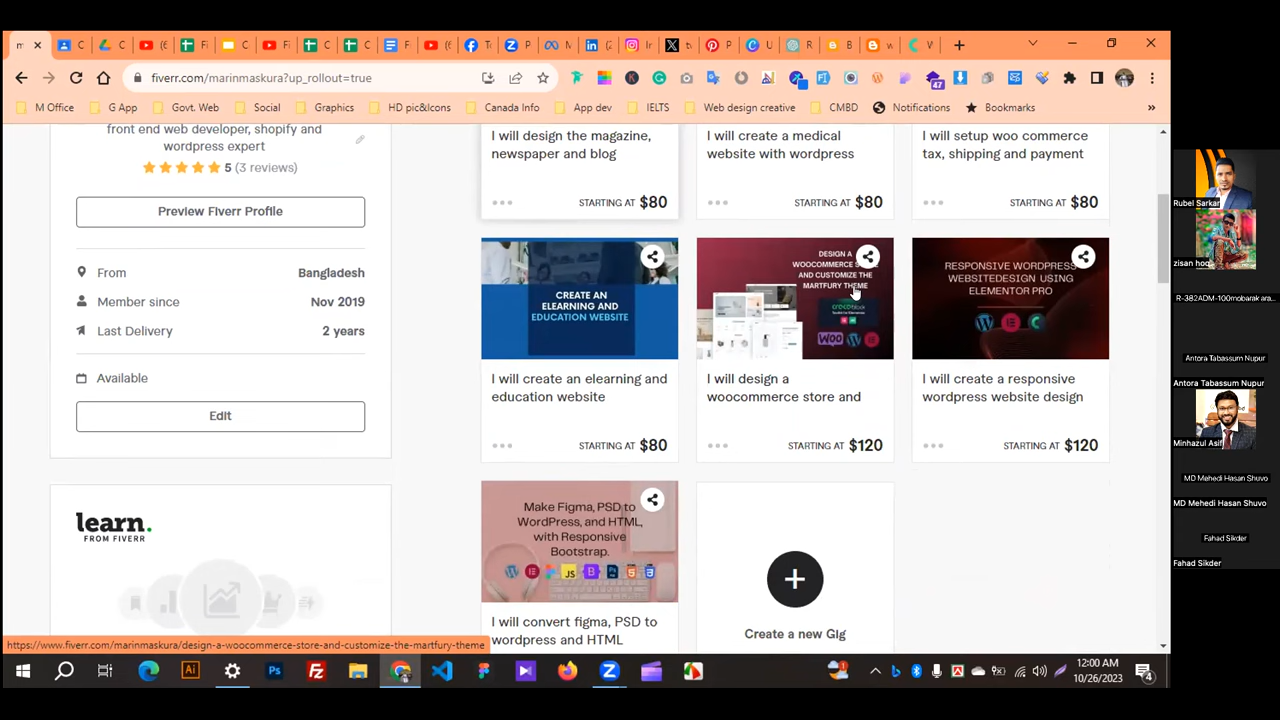 fiverr.com/marinmaskura?up_rollout=true
M Office
G App
Govt. Web
Social
Graphics
HD pic&Icons
Canada Info
App dev
IELTS
Web design creative
CMBD
Notifications
Bookmarks
front end web developer, shopify and
wordpress expert
5 (3 reviews)
Preview Fiverr Profile
From
Bangladesh
Member since
Nov 2019
Last Delivery
2 years
Available
Edit
learn.
FROM FIVERR
I will design the magazine,
newspaper and blog
STARTING AT $80
I will create a medical
website with wordpress
STARTING AT $80
I will setup woo commerce
tax, shipping and payment
STARTING AT $80
CREATE AN
ELEARNING AND
EDUCATION WEBSITE
I will create an elearning and
education website
STARTING AT $80
DESIGN A
WOOCOMMERCE
AND CUSTOMIZE THE
MARTFURY THEME
WOO
I will design a
woocommerce store and
STARTING AT $120
RESPONSIVE WORDPRESS
WEBSITEDESIGN USING
ELEMENTOR PRO
I will create a responsive
wordpress website design
STARTING AT $120
Make Figma, PSD to
WordPress, and HTML,
with Responsive
Bootstrap.
JS
I will convert figma, PSD to
wordpress and HTML
Create a new Gig
https://www.fiverr.com/marinmaskura/design-a-woocommerce-store-and-customize-the-martfury-theme
12:00 AM
10/26/2023
Rubel Sarkar
zisan hoq
R-382ADM-100mobarak ara...
Antora Tabassum Nupur
Antora Tabassum Nupur
Minhazul Asif
MD Mehedi Hasan Shuvo
MD Mehedi Hasan Shuvo
Fahad Sikder
Fahad Sikder